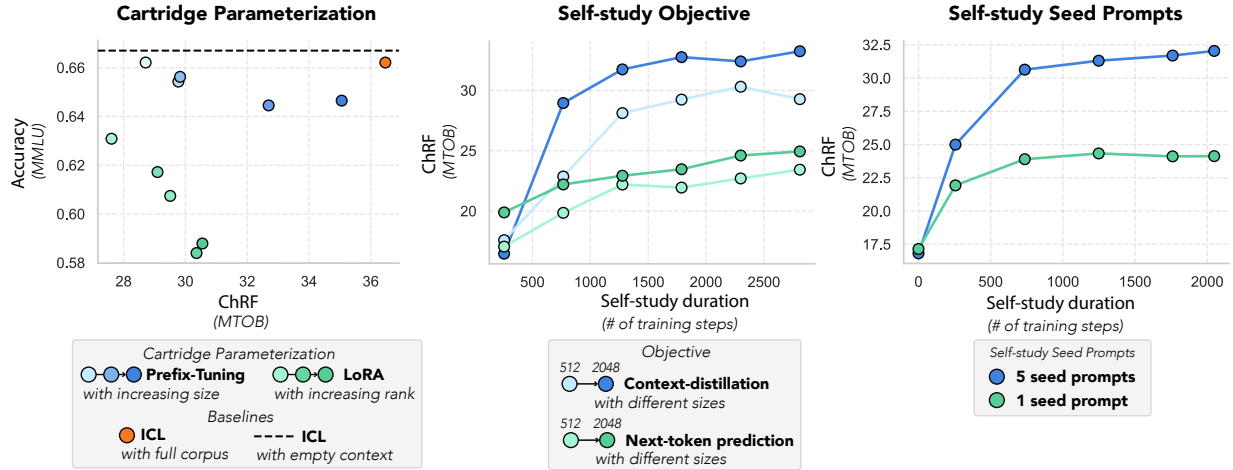 Cartridge Parameterization
Accuracy
(MMLU)
0.66
0.64
0.62
0.60
0.58
28
30
32
34
36
ChRF
(MTOB)
Cartridge Parameterization
Prefix-Tuning
with increasing size
LoRA
with increasing rank
Baselines
ICL
with full corpus
ICL
with empty context
Self-study Objective
ChRF
(MTOB)
30
25
20
500
1000
1500
2000
2500
Self-study duration
(# of training steps)
Objective
512
2048
Context-distillation
with different sizes
512
2048
Next-token prediction
with different sizes
Self-study Seed Prompts
ChRF
(MTOB)
32.5
30.0
27.5
25.0
22.5
20.0
17.5
0
500
1000
1500
2000
Self-study duration
(# of training steps)
Self-study Seed Prompts
5 seed prompts
1 seed prompt